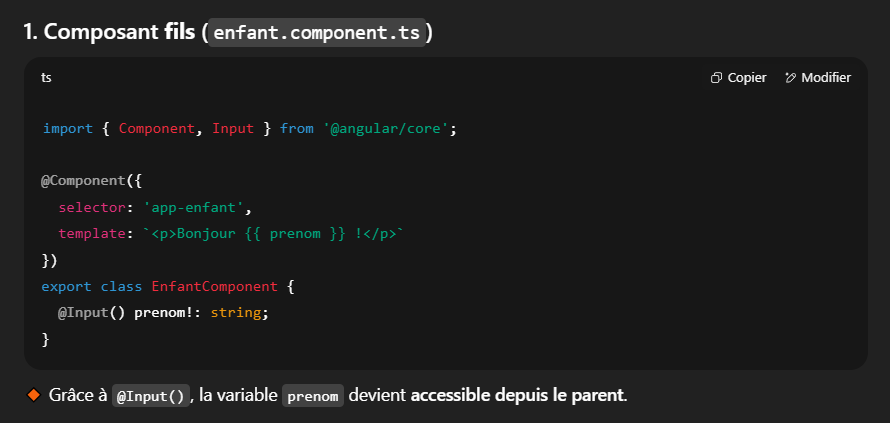 1. Composant fils (enfant.component.ts)
ts
Copier
Modifier
import { Component, Input } from '@angular/core';
@Component({
  selector: 'app-enfant',
  template: `<p>Bonjour {{ prenom }} !</p>`
})
export class EnfantComponent {
  @Input() prenom!: string;
}
🔸 Grâce à @Input(), la variable prenom devient accessible depuis le parent.